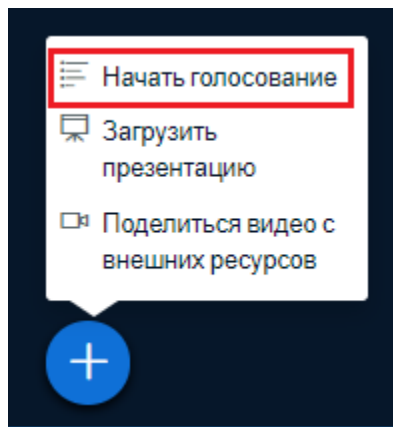 Начать голосование
Загрузить
презентацию
Поделиться видео с
внешних ресурсов